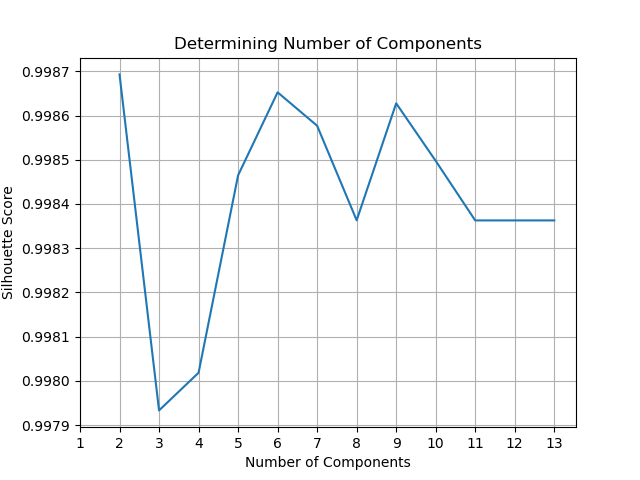 Determining Number of Components
Silhouette Score
0.9987
0.9986
0.9985
0.9984
0.9983
0.9982
0.9981
0.9980
0.9979
1 2 3 4 5 6 7 8 9 10 11 12 13
Number of Components